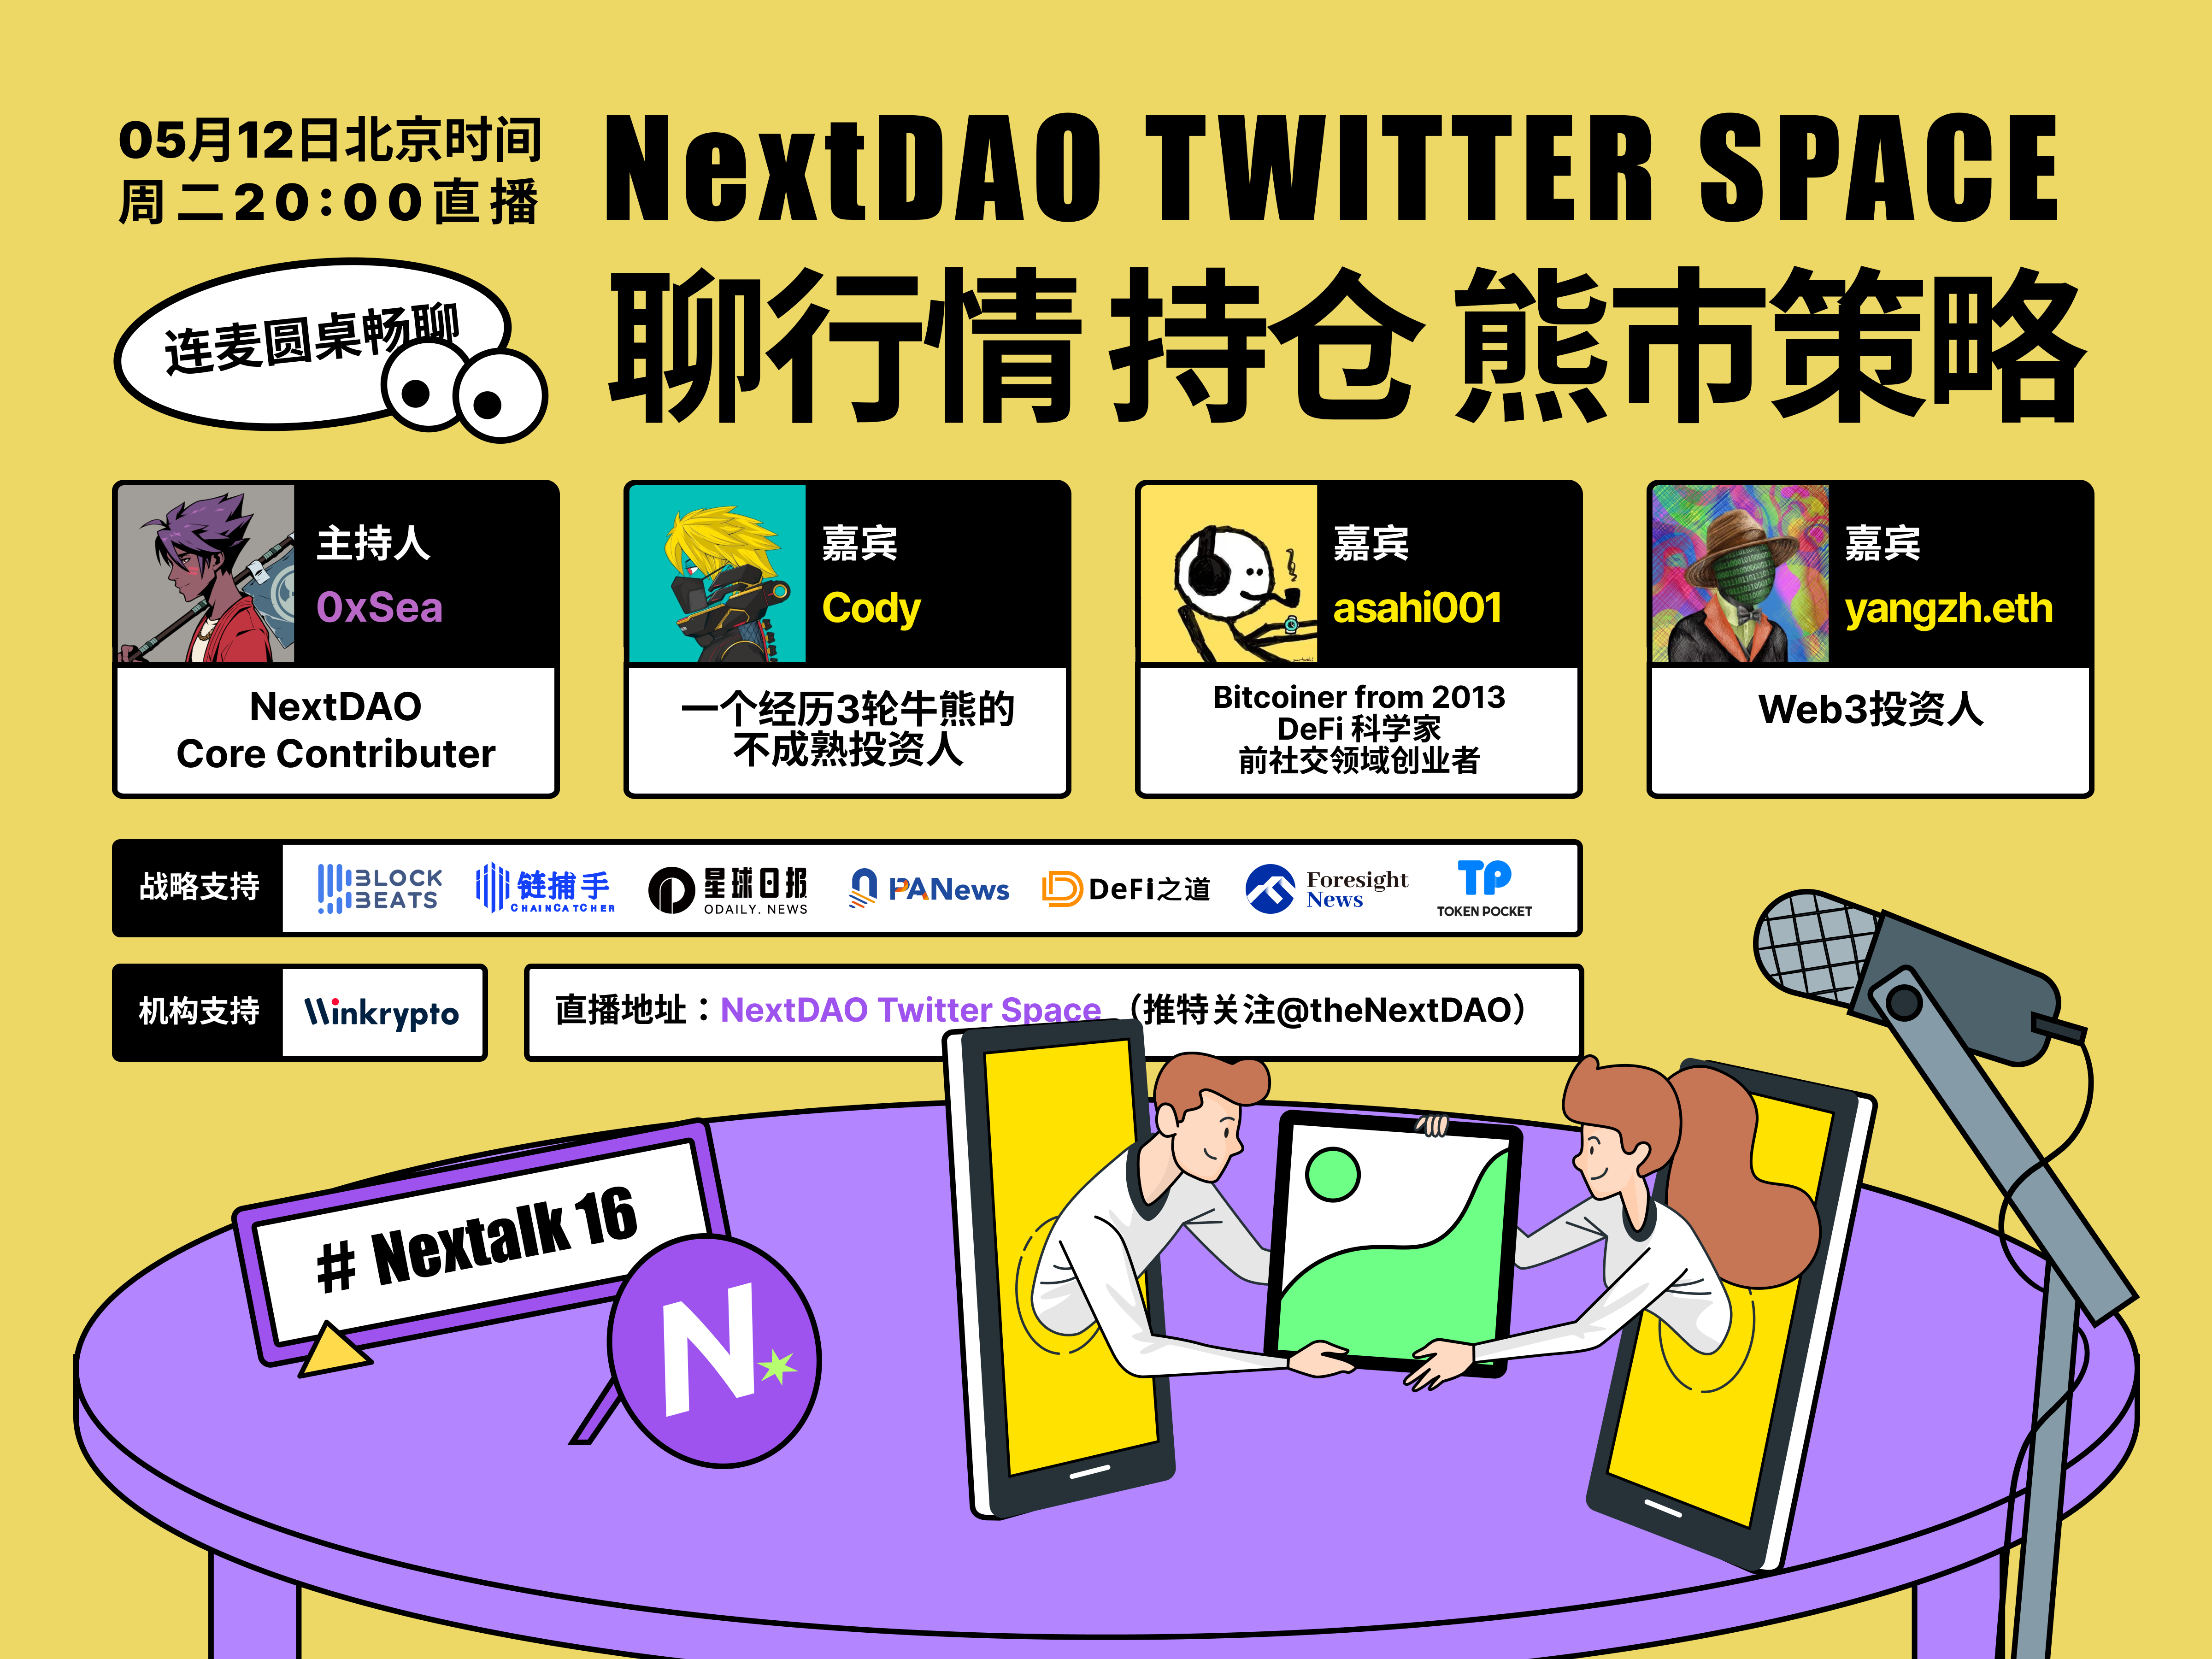 05月12日北京时间
周二20:00直播
NextDAO TWITTER SPACE
连麦圆桌畅聊
聊行情 持仓 熊市策略
主持人
0xSea
NextDAO
Core Contributer
嘉宾
Cody
一个经历3轮牛熊的
不成熟投资人
嘉宾
asahi001
Bitcoiner from 2013
DeFi 科学家
前社交领域创业者
嘉宾
yangzh.eth
Web3投资人
战略支持
BLOCK
BEATS
链捕手
CHAINCATCHER
星球日报
ODAILY. NEWS
PANews
DeFi之道
Foresight
News
TP
TOKEN POCKET
机构支持
Winkrypto
直播地址：NextDAO Twitter Space （推特关注@theNextDAO）
# Nextalk 16
N